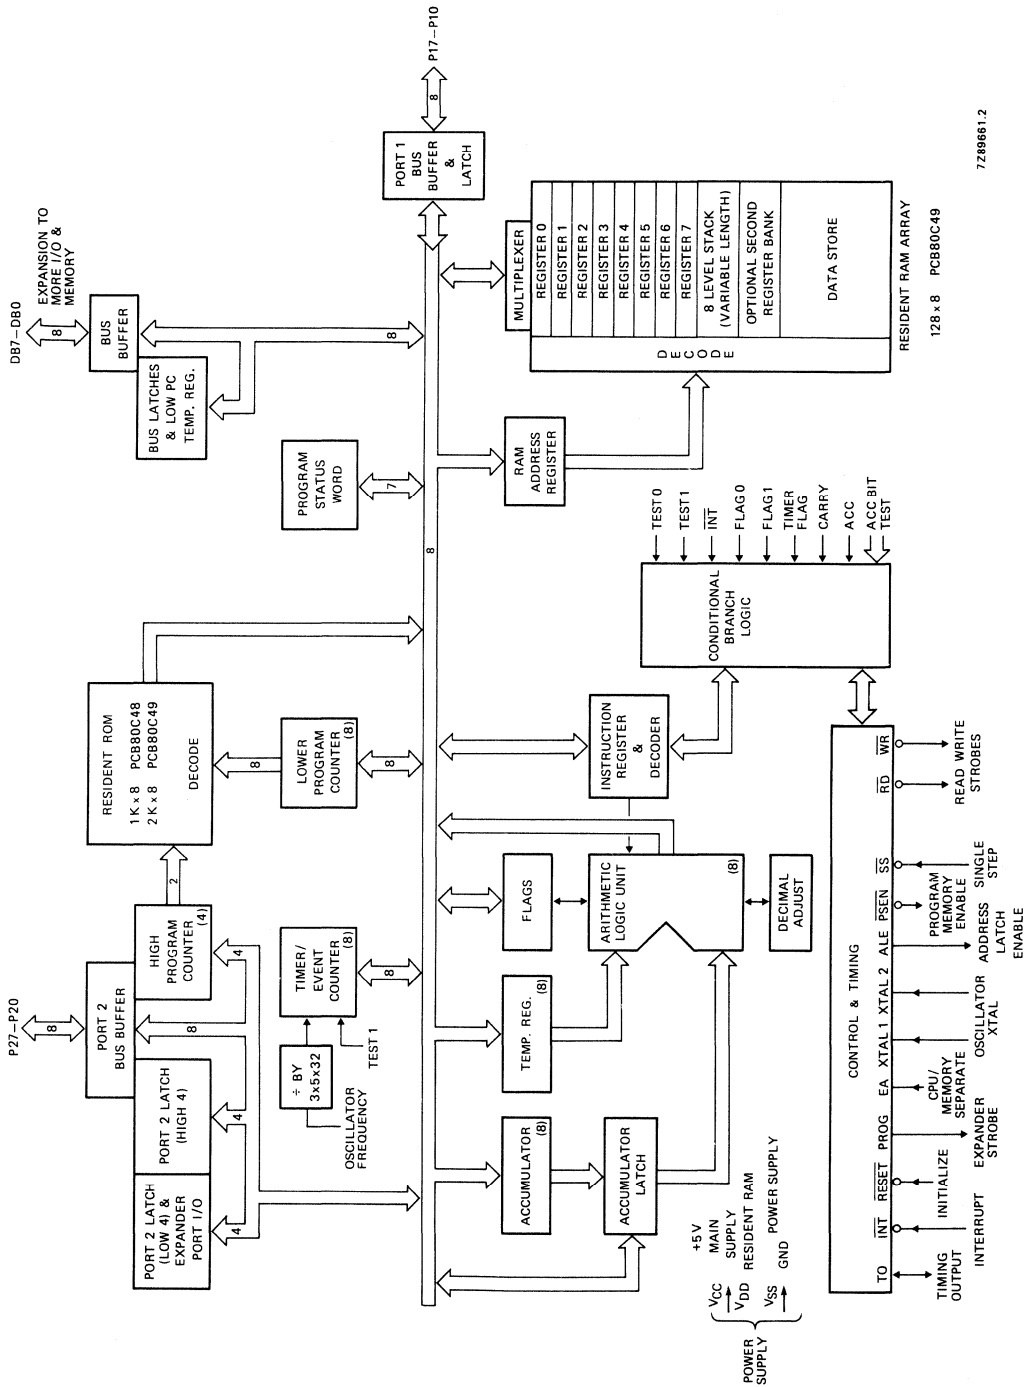 P27–P20
8
PORT 2
BUS BUFFER
PORT 2 LATCH
(LOW 4) &
EXPANDER
PORT I/O
PORT 2 LATCH
(HIGH 4)
HIGH
PROGRAM
COUNTER
(4)
4
4
8
4
2
RESIDENT ROM
1K x 8 PCB80C48
2K x 8 PCB80C49
DECODE
8
LOWER
PROGRAM
COUNTER
(8)
8
OSCILLATOR
FREQUENCY
÷ BY
3x5x32
TEST 1
TIMER/
EVENT
COUNTER
(8)
8
PROGRAM
STATUS
WORD
7
DB7–DB0
8
EXPANSION TO
MORE I/O &
MEMORY
BUS
BUFFER
BUS LATCHES
& LOW PC
TEMP. REG.
8
8
PORT 1
BUS
BUFFER
&
LATCH
8
P17–P10
ACCUMULATOR
(8)
ACCUMULATOR
LATCH
TEMP. REG.
(8)
FLAGS
ARITHMETIC
LOGIC UNIT
(8)
DECIMAL
ADJUST
INSTRUCTION
REGISTER
&
DECODER
RAM
ADDRESS
REGISTER
MULTIPLEXER
DECODE
REGISTER 0
REGISTER 1
REGISTER 2
REGISTER 3
REGISTER 4
REGISTER 5
REGISTER 6
REGISTER 7
8 LEVEL STACK
(VARIABLE LENGTH)
OPTIONAL SECOND
REGISTER BANK
DATA STORE
RESIDENT RAM ARRAY
128 x 8 PCB80C49
CONDITIONAL
BRANCH
LOGIC
TEST 0
TEST 1
INT
FLAG 0
FLAG 1
TIMER
FLAG
CARRY
ACC
ACC BIT
TEST
POWER
SUPPLY
VCC
+5V
MAIN
SUPPLY
VDD
RESIDENT RAM
POWER SUPPLY
VSS
GND
CONTROL & TIMING
TO
INT
RESET
PROG
EA
XTAL 1
XTAL 2
ALE
PSEN
SS
RD
WR
TIMING
OUTPUT
INTERRUPT
INITIALIZE
EXPANDER
STROBE
CPU/
MEMORY
SEPARATE
OSCILLATOR
XTAL
ADDRESS
LATCH
ENABLE
PROGRAM
MEMORY
ENABLE
SINGLE
STEP
READ WRITE
STROBES
7Z89661.2